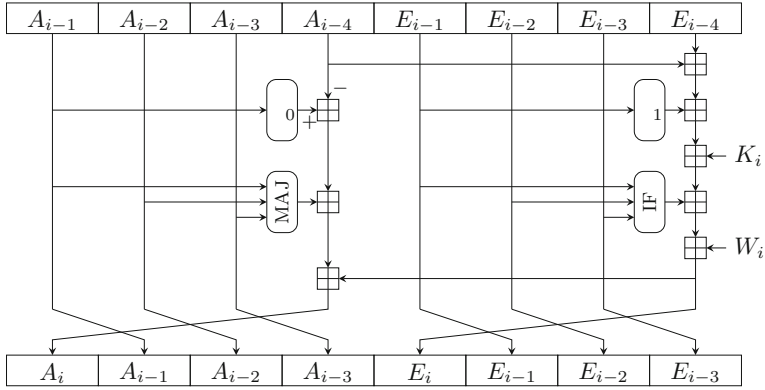 A_{i−1} A_{i−2} A_{i−3} A_{i−4} E_{i−1} E_{i−2} E_{i−3} E_{i−4}
−
0 + 1
K_i
MAJ IF
W_i
A_i A_{i−1} A_{i−2} A_{i−3} E_i E_{i−1} E_{i−2} E_{i−3}